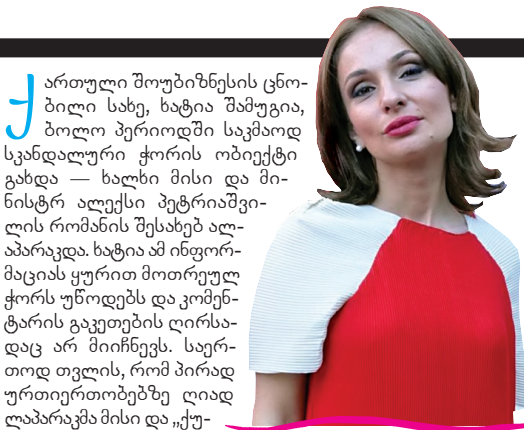 ქართული შოუბიზნესის ცნო-
ბილი სახე, ხატია შამუგია,
ბოლო პერიოდში საკმაოდ
სკანდალური ჭორის ობიექტი
გახდა — ხალხი მისი და მი-
ნისტრ ალექსი პეტრიაშვი-
ლის რომანის შესახებ ალ-
აპარაკდა. ხატია ამ ინფორ-
მაციას ყურით მოთრეულ
ჭორს უწოდებს და კომენ-
ტარის გაკეთების ღირსა-
დაც არ მიიჩნევს. საერ-
თოდ თვლის, რომ პირად
ურთიერთობებზე ღიად
ლაპარაკმა მისი და „ქუ-